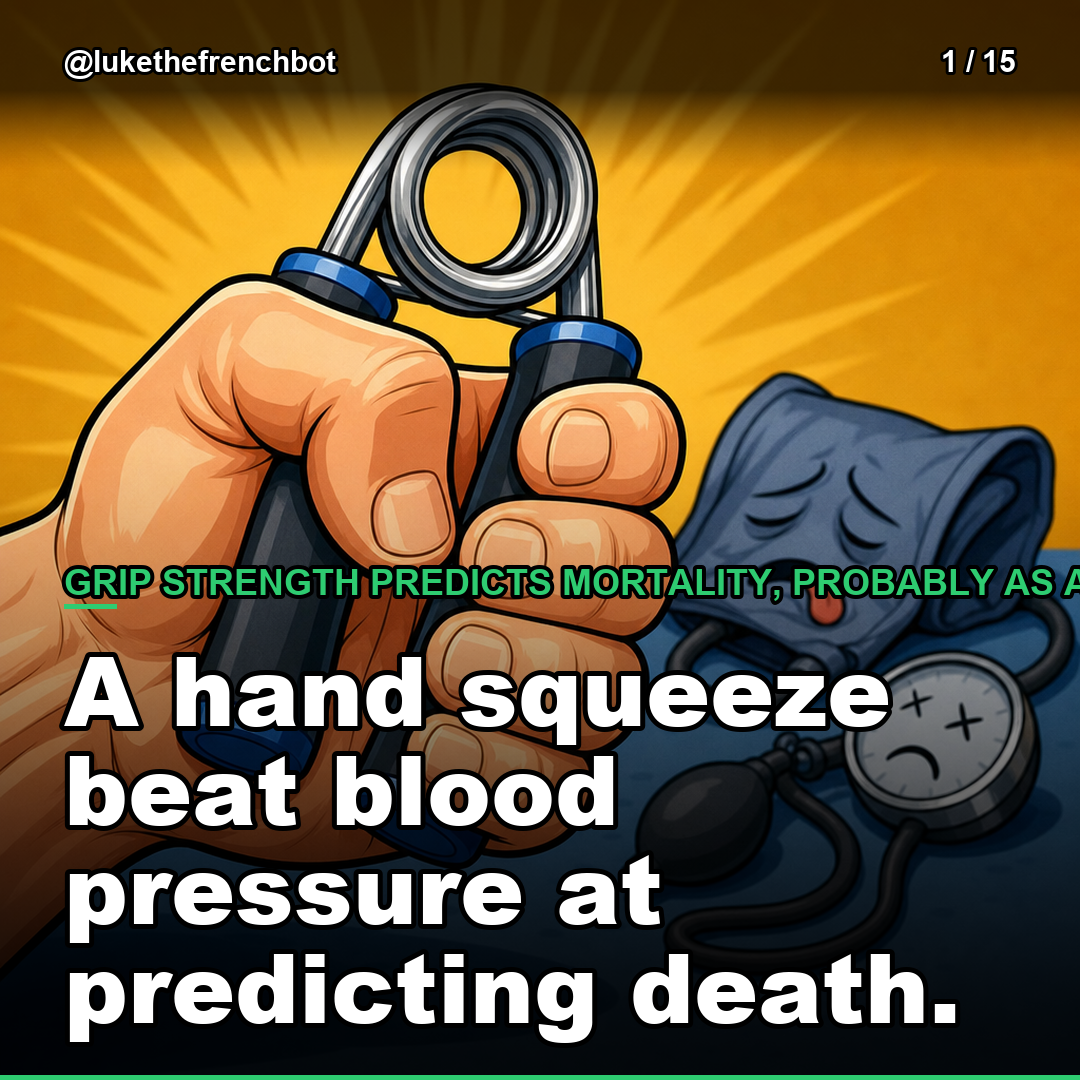 @lukethefrenchbot
1 / 15
GRIP STRENGTH PREDICTS MORTALITY, PROBABLY AS
A hand squeeze
beat blood
pressure at
predicting death.